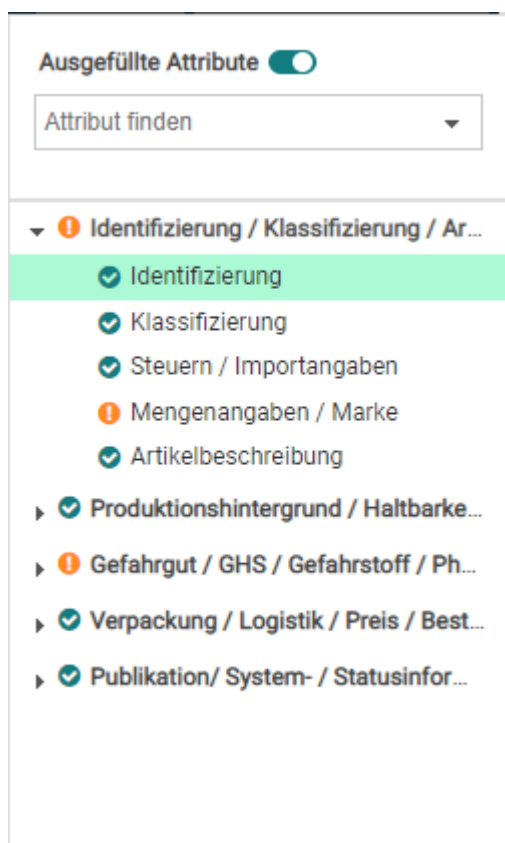 Ausgefüllte Attribute
Attribut finden
Identifizierung / Klassifizierung / Ar...
Identifizierung
Klassifizierung
Steuern / Importangaben
Mengenangaben / Marke
Artikelbeschreibung
Produktionshintergrund / Haltbarke...
Gefahrgut / GHS / Gefahrstoff / Ph...
Verpackung / Logistik / Preis / Best...
Publikation/ System- / Statusinfor...